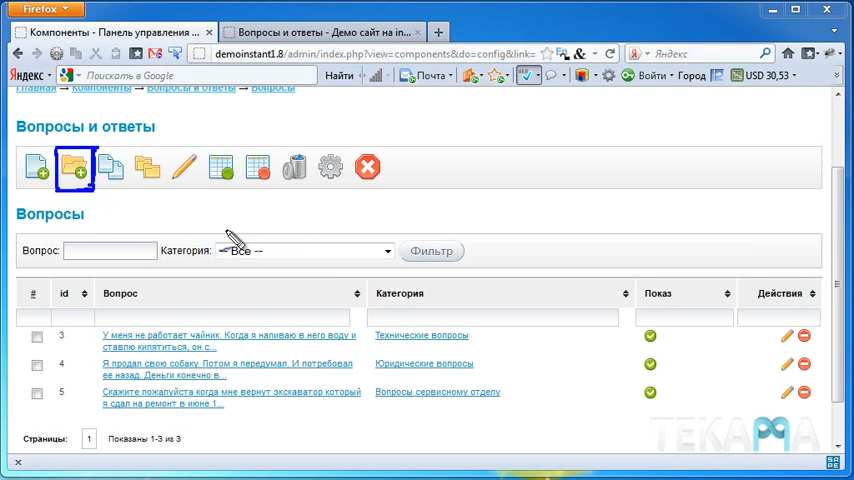 Firefox
Компоненты - Панель управления ...
Вопросы и ответы - Демо сайт на in...
demoinstant1.8/admin/index.php?view=components&do=config&link=
Яндекс
Яндекс
Поискать в Google
Найти
Почта
Войти
Город
USD 30,53
Главная → Компоненты → Вопросы и ответы → Вопросы
Вопросы и ответы
Вопросы
Вопрос:
Категория:
-- Все --
Фильтр
#
id
Вопрос
Категория
Показ
Действия
3
У меня не работает чайник. Когда я наливаю в него воду и
ставлю кипятиться, он с...
Технические вопросы
4
Я продал свою собаку. Потом я передумал. И потребовал
ее назад. Деньги конечно в...
Юридические вопросы
5
Скажите пожалуйста когда мне вернут экскаватор который
я сдал на ремонт в июне 1...
Вопросы сервисному отделу
Страницы:
1
Показаны 1-3 из 3
TEKAMA
SAPE